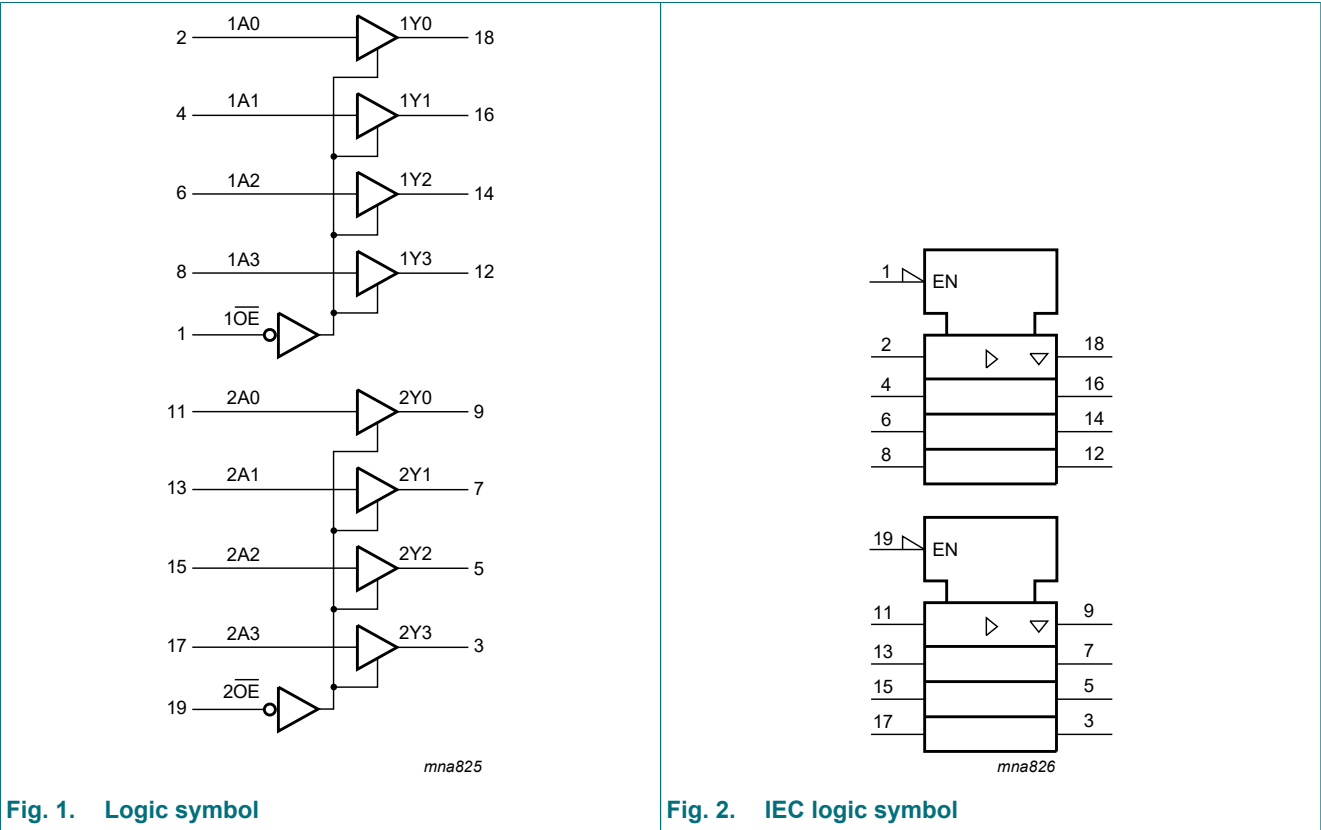 2 1A0 1Y0 18
4 1A1 1Y1 16
6 1A2 1Y2 14
8 1A3 1Y3 12
1 1O̅E̅
11 2A0 2Y0 9
13 2A1 2Y1 7
15 2A2 2Y2 5
17 2A3 2Y3 3
19 2O̅E̅
mna825
Fig. 1. Logic symbol
1 EN
2 18
4 16
6 14
8 12
19 EN
11 9
13 7
15 5
17 3
mna826
Fig. 2. IEC logic symbol